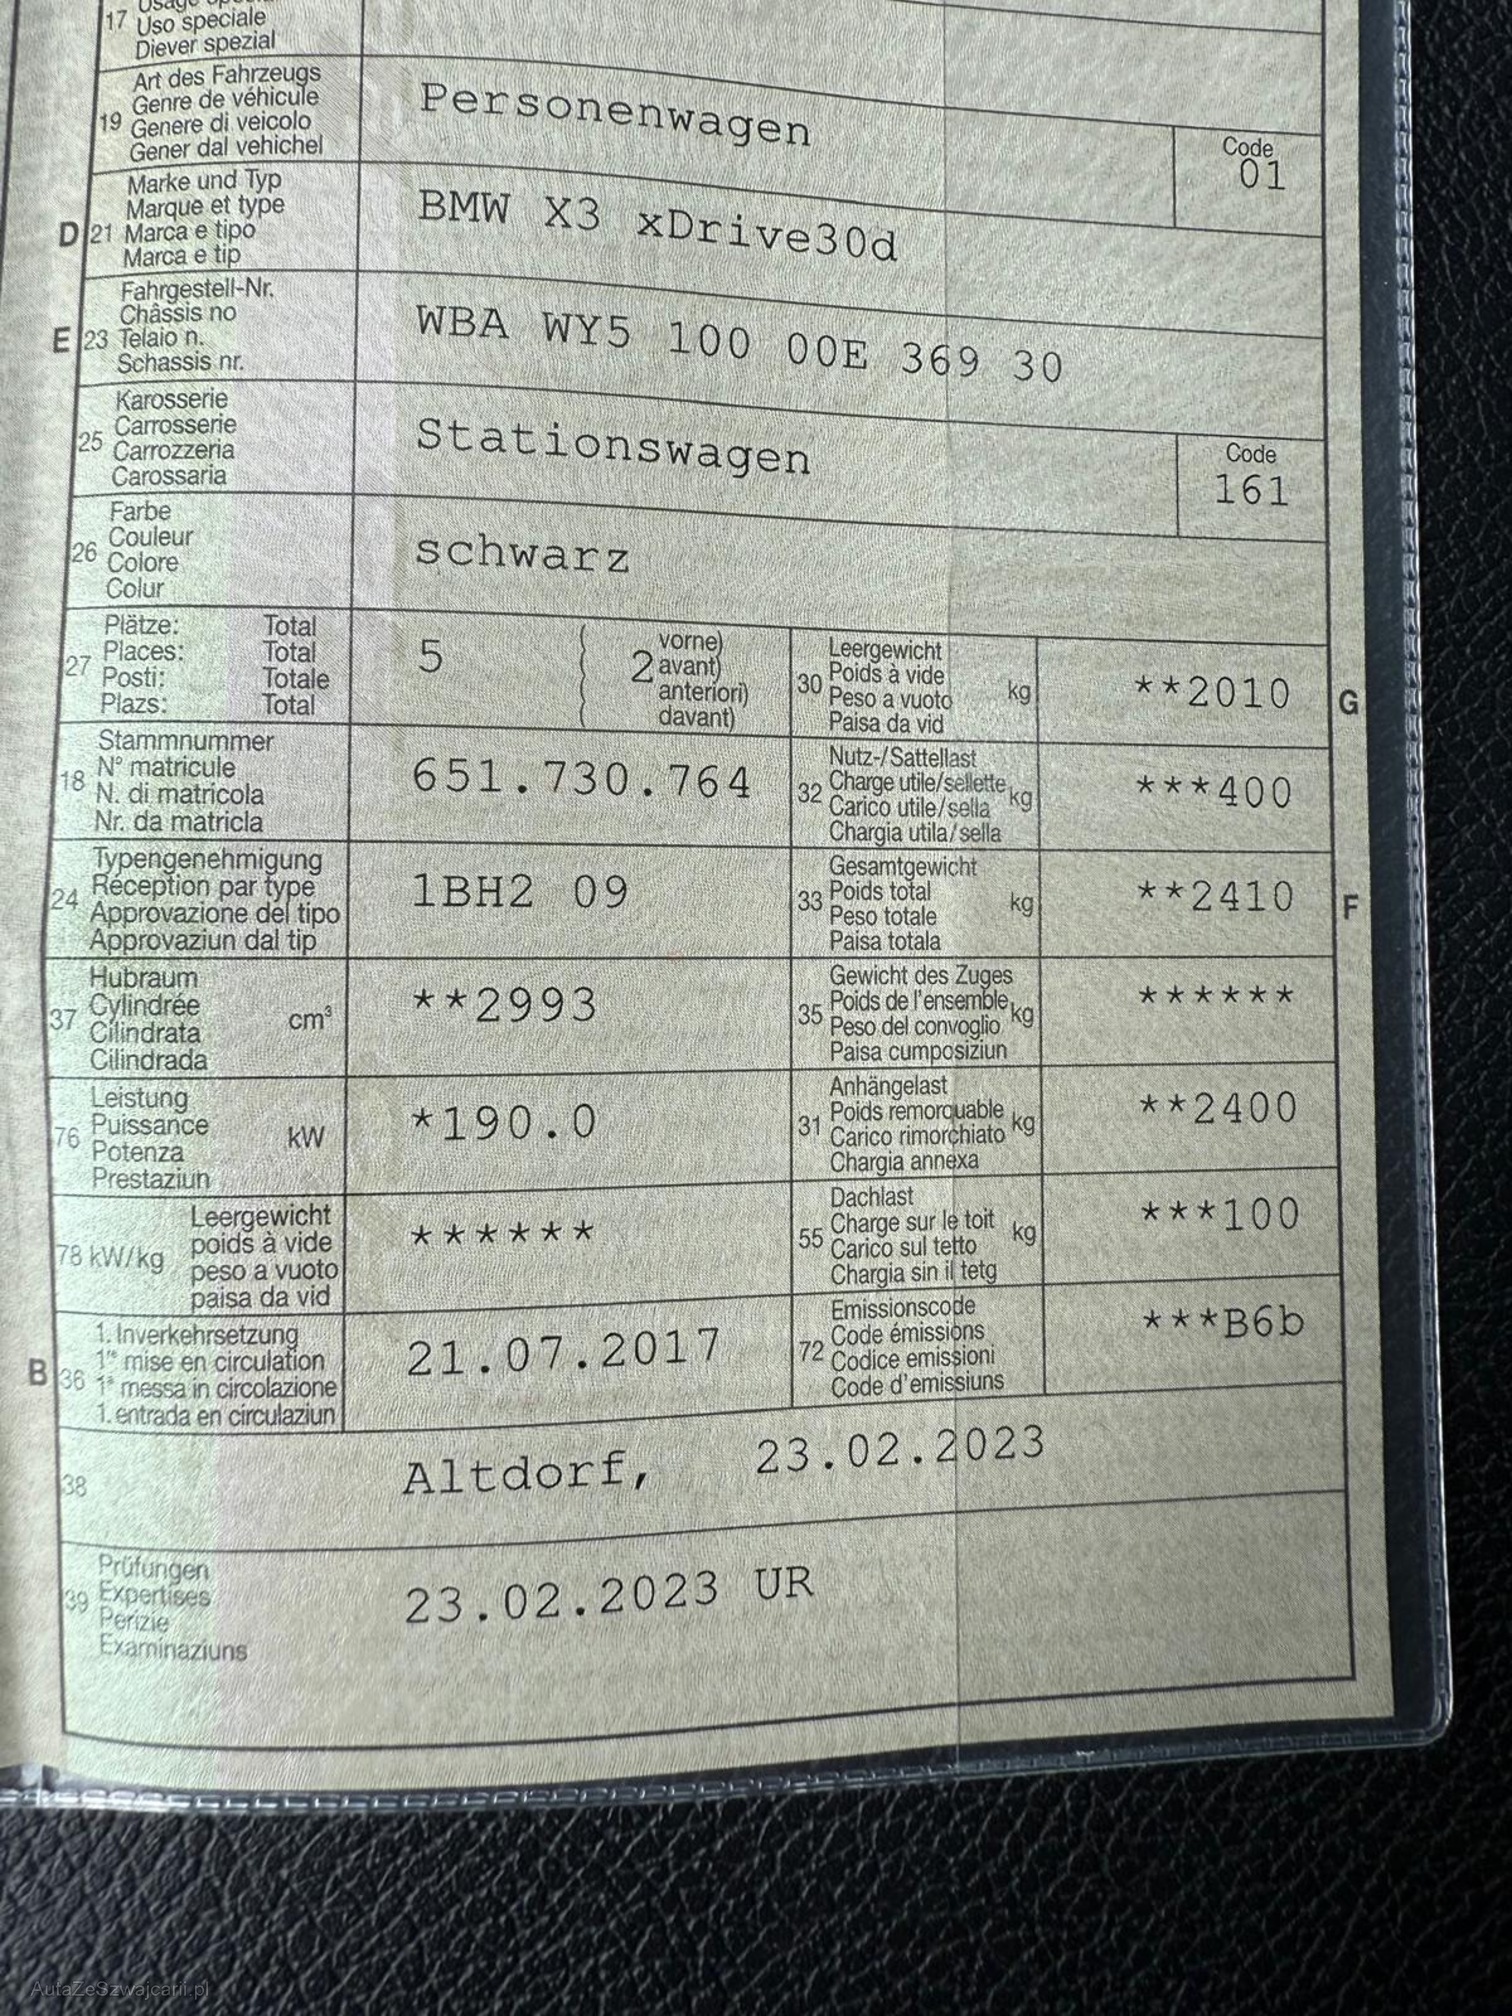 17 Uso speciale
Diever spezial
Art des Fahrzeugs
Genre de véhicule
19 Genere di veicolo
Gener dal vehichel
Personenwagen
Code
01
Marke und Typ
Marque et type
D 21 Marca e tipo
Marca e tip
BMW X3 xDrive30d
Fahrgestell-Nr.
Châssis no
E 23 Telaio n.
Schassis nr.
WBA WY5 100 00E 369 30
Karosserie
25 Carrosserie
Carrozzeria
Carossaria
Stationswagen
Code
161
Farbe
26 Couleur
Colore
Colur
schwarz
Plätze: Total
27 Places: Total
Posti: Totale
Plazs: Total
5 ( 2 vorne)
( avant)
( anteriori)
( davant)
Leergewicht
30 Poids à vide kg
Peso a vuoto
Paisa da vid
**2010 G
Stammnummer
18 N° matricule
N. di matricola
Nr. da matricla
651.730.764
Nutz-/Sattellast
32 Charge utile/sellette kg
Carico utile/sella
Chargia utila/sella
***400
Typengenehmigung
24 Réception par type
Approvazione del tipo
Approvaziun dal tip
1BH2 09
Gesamtgewicht
33 Poids total kg
Peso totale
Paisa totala
**2410 F
Hubraum
37 Cylindrée cm³
Cilindrata
Cilindrada
**2993
Gewicht des Zuges
35 Poids de l'ensemble kg
Peso del convoglio
Paisa cumposiziun
******
Leistung
76 Puissance kW
Potenza
Prestaziun
*190.0
Anhängelast
31 Poids remorquable kg
Carico rimorchiato
Chargia annexa
**2400
Leergewicht
78 kW/kg poids à vide
peso a vuoto
paisa da vid
******
Dachlast
55 Charge sur le toit kg
Carico sul tetto
Chargia sin il tetg
***100
1. Inverkehrsetzung
B 36 1re mise en circulation
1a messa in circolazione
1. entrada en circulaziun
21.07.2017
Emissionscode
72 Code émissions
Codice emissioni
Code d'emissiuns
***B6b
38 Altdorf, 23.02.2023
Prüfungen
39 Expertises
Perizie
Examinaziuns
23.02.2023 UR
AutaZeSzwajcarii.pl